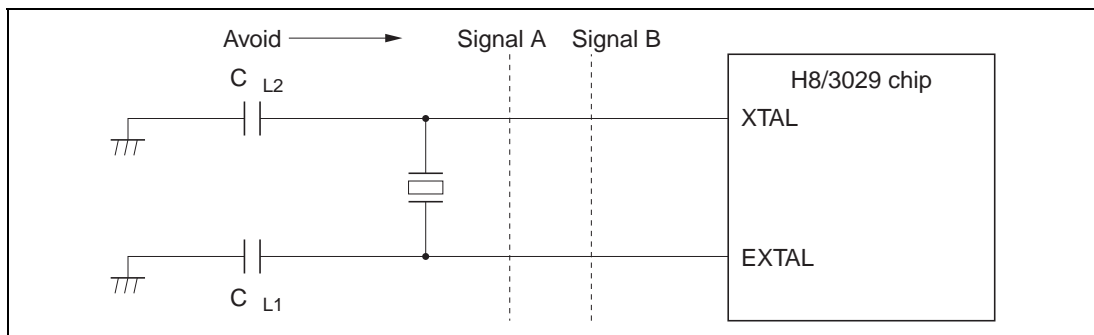 Avoid Signal A Signal B
C L2
H8/3029 chip
XTAL
EXTAL
C L1